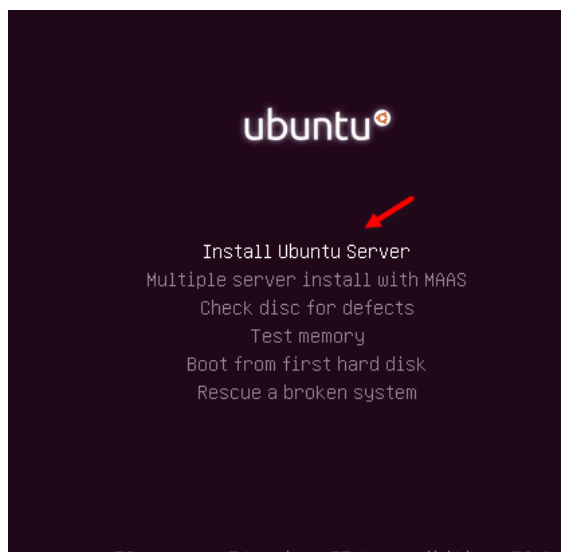 ubuntu
Install Ubuntu Server
Multiple server install with MAAS
Check disc for defects
Test memory
Boot from first hard disk
Rescue a broken system